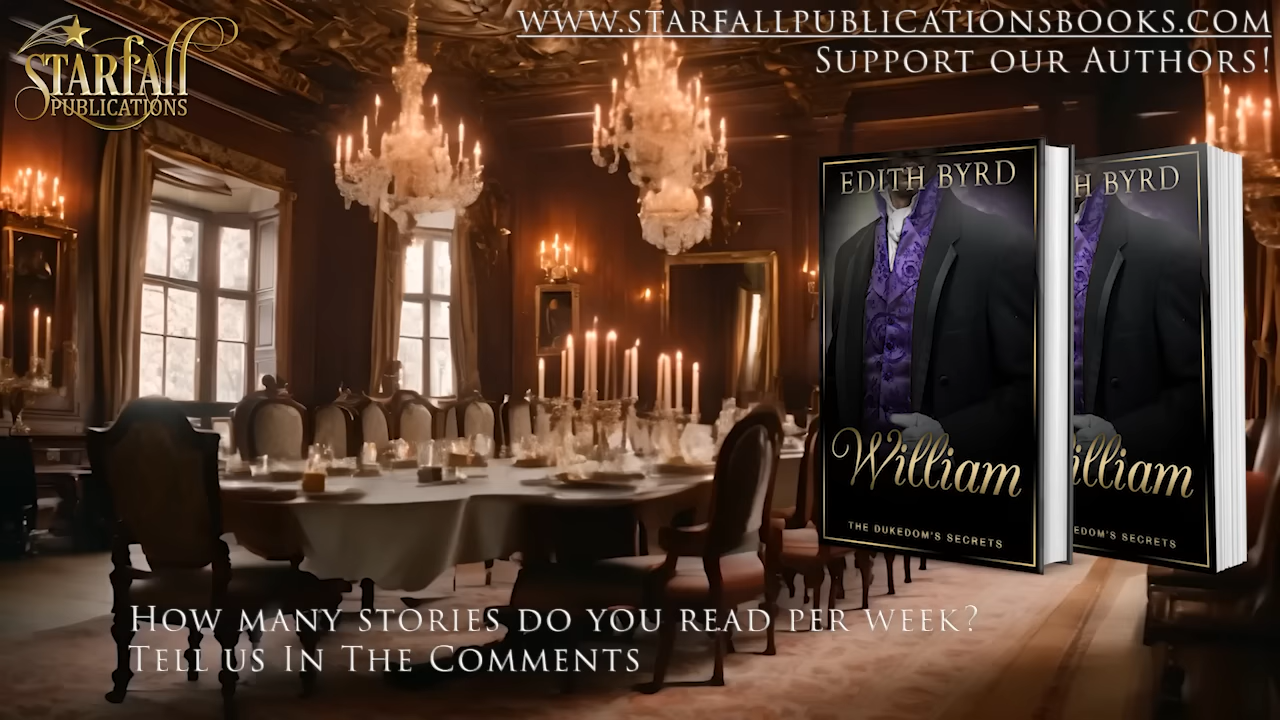 STARfall
PUBLICATIONS
WWW.STARFALLPUBLICATIONSBOOKS.COM
SUPPORT OUR AUTHORS!
EDITH BYRD
William
THE DUKEDOM'S SECRETS
H BYRD
illiam
EDOM'S SECRETS
HOW MANY STORIES DO YOU READ PER WEEK?
TELL US IN THE COMMENTS